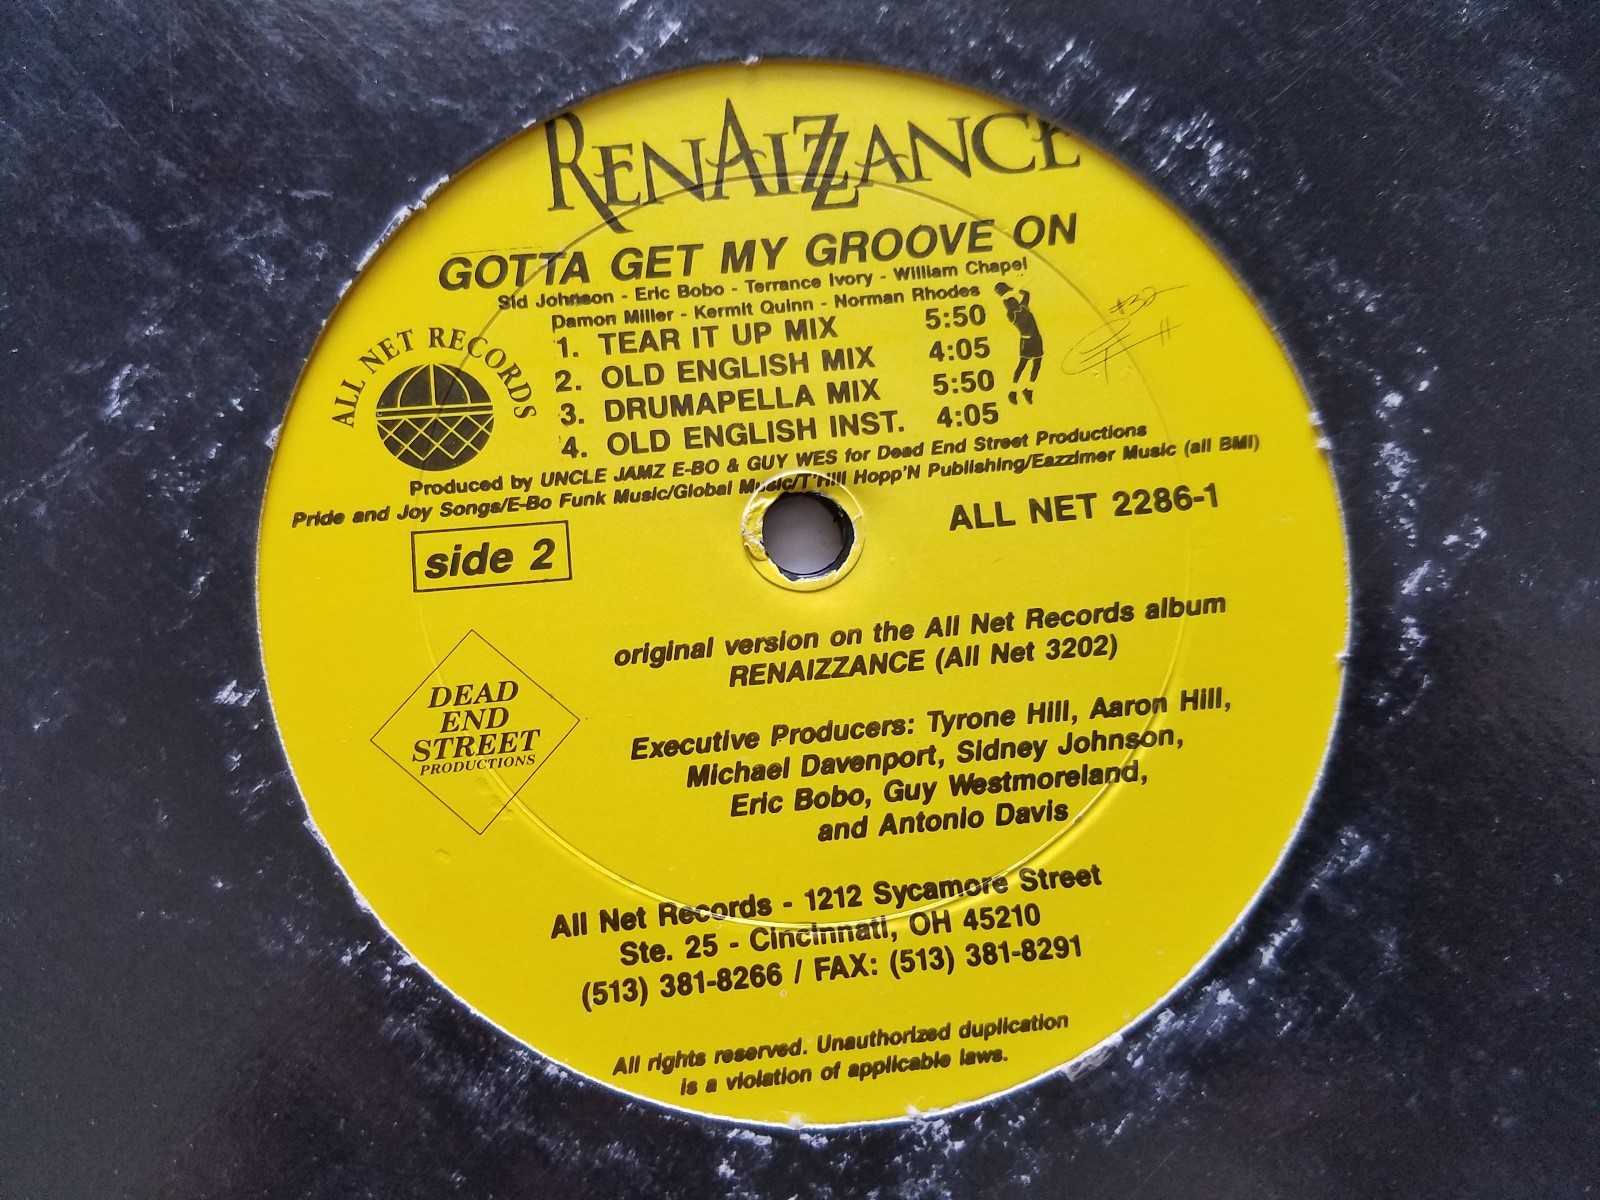 RENAIZZANCE
GOTTA GET MY GROOVE ON
Sid Johnson - Eric Bobo - Terrance Ivory - William Chapel
Damon Miller - Kermit Quinn - Norman Rhodes
1. TEAR IT UP MIX 5:50
2. OLD ENGLISH MIX 4:05
3. DRUMAPELLA MIX 5:50
4. OLD ENGLISH INST. 4:05
ALL NET RECORDS
#32
Produced by UNCLE JAMZ E-BO & GUY WES for Dead End Street Productions
Pride and Joy Songs/E-Bo Funk Music/Global Music/T'Hill Hopp'N Publishing/Eazzimer Music (all BMI)
side 2
ALL NET 2286-1
original version on the All Net Records album
RENAIZZANCE (All Net 3202)
DEAD
END
STREET
PRODUCTIONS
Executive Producers: Tyrone Hill, Aaron Hill,
Michael Davenport, Sidney Johnson,
Eric Bobo, Guy Westmoreland,
and Antonio Davis
All Net Records - 1212 Sycamore Street
Ste. 25 - Cincinnati, OH 45210
(513) 381-8266 / FAX: (513) 381-8291
All rights reserved. Unauthorized duplication
is a violation of applicable laws.